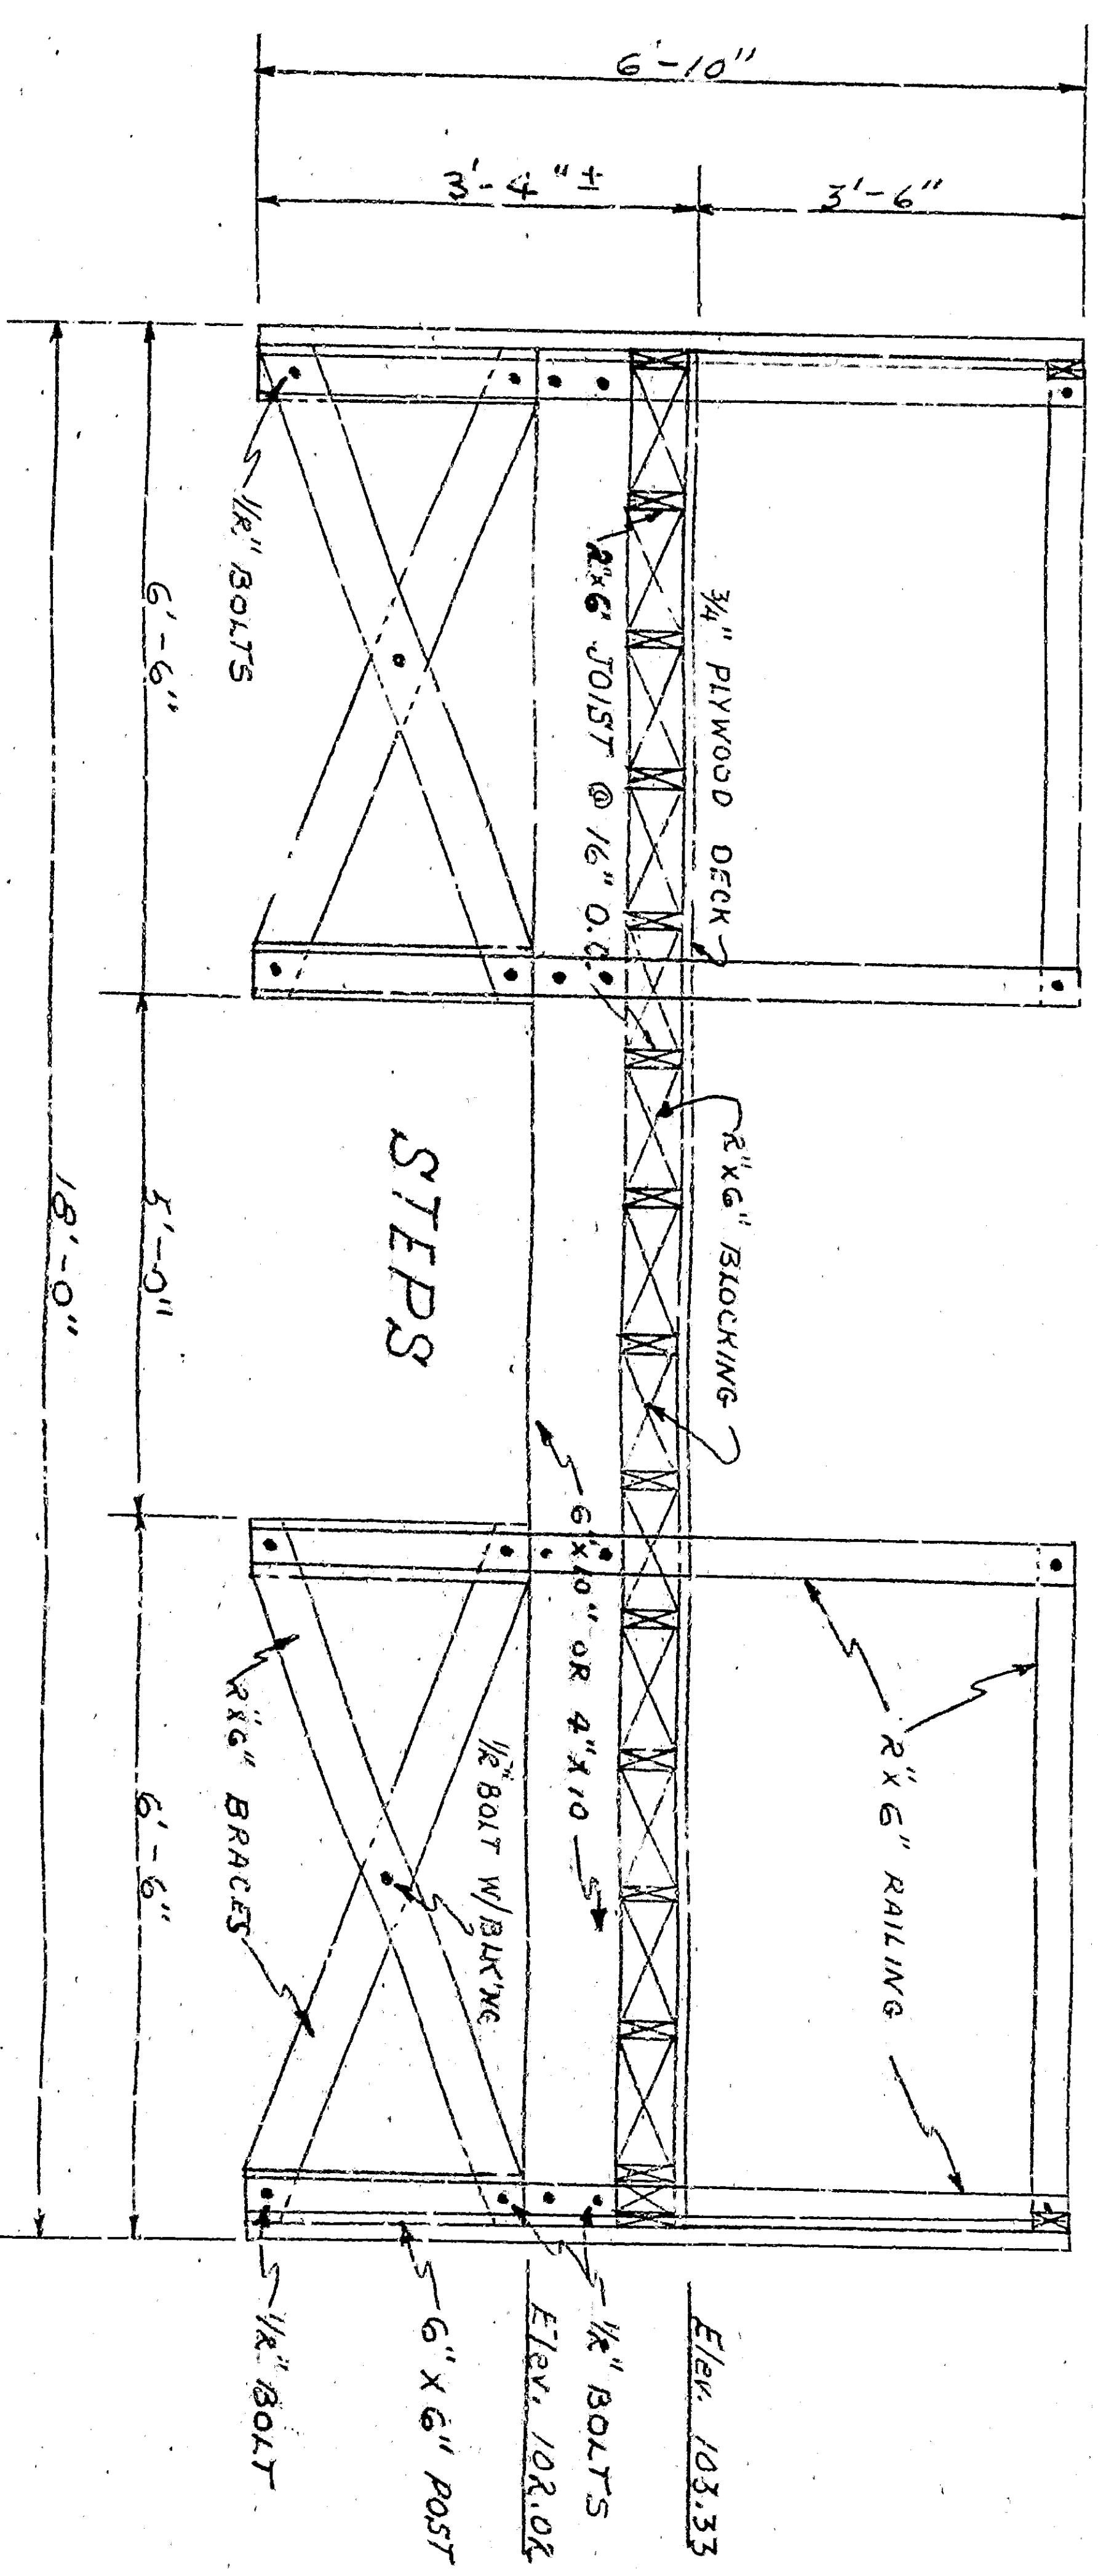 6'-10"
3'-6"
3'-4"±
2"x6" RAILING
3/4" PLYWOOD DECK
2"x6" BLOCKING
2"x6" JOIST @ 16" O.C.
6"x10" OR 4"x10
Elev. 103.33
1/2" BOLTS
Elev. 102.02
6"x6" POST
1/2" BOLT
STEPS
1/2" BOLT W/BLK'NG
2"x6" BRACES
1/2" BOLTS
6'-6"
5'-0"
6'-6"
18'-0"